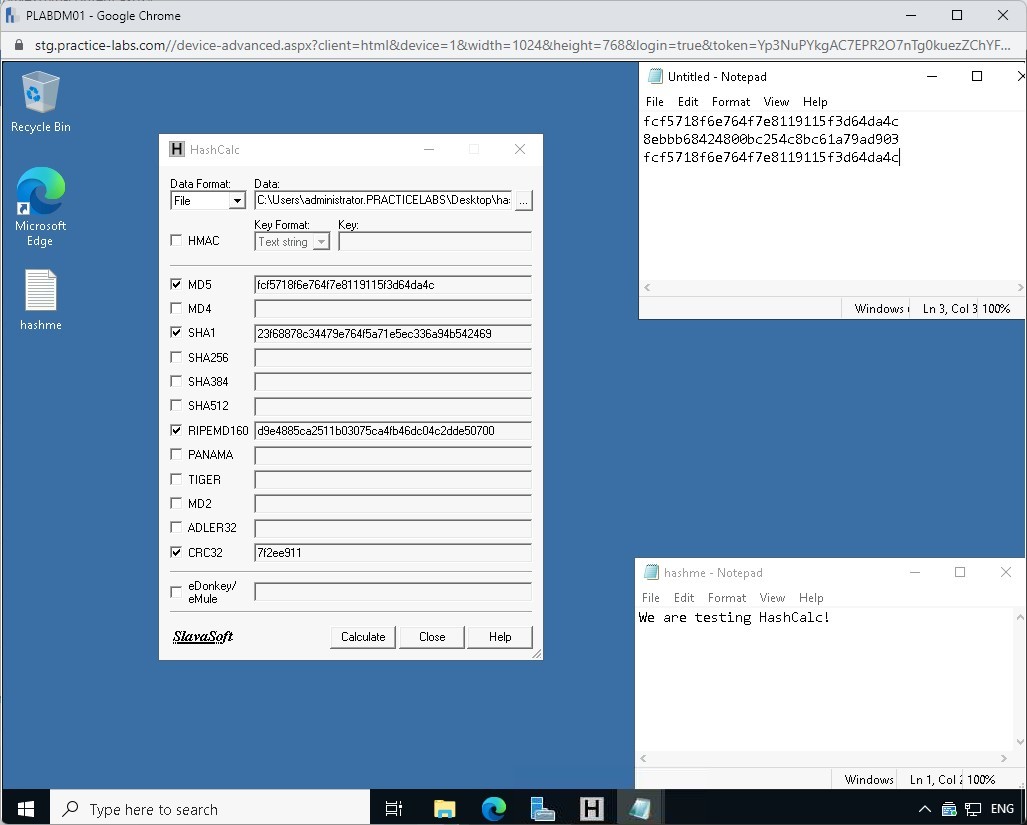 PLABDM01 - Google Chrome
stg.practice-labs.com//device-advanced.aspx?client=html&device=1&width=1024&height=768&login=true&token=Yp3NuPYkgAC7EPR2O7nTg0kuezZChYF...
Recycle Bin
Microsoft
Edge
hashme
H HashCalc
Data Format:
Data:
File
C:\Users\administrator.PRACTICELABS\Desktop\ha:
...
HMAC
Key Format:
Key:
Text string
MD5
fcf5718f6e764f7e8119115f3d64da4c
MD4
SHA1
23f68878c34479e764f5a71e5ec336a94b542469
SHA256
SHA384
SHA512
RIPEMD160
d9e4885ca2511b03075ca4fb46dc04c2dde50700
PANAMA
TIGER
MD2
ADLER32
CRC32
7f2ee911
eDonkey/
eMule
SlavaSoft
Calculate
Close
Help
Untitled - Notepad
File Edit Format View Help
fcf5718f6e764f7e8119115f3d64da4c
8ebbb68424800bc254c8bc61a79ad903
fcf5718f6e764f7e8119115f3d64da4c
Windows Ln 3, Col 3 100%
hashme - Notepad
File Edit Format View Help
We are testing HashCalc!
Windows Ln 1, Col 100%
Type here to search
H
ENG